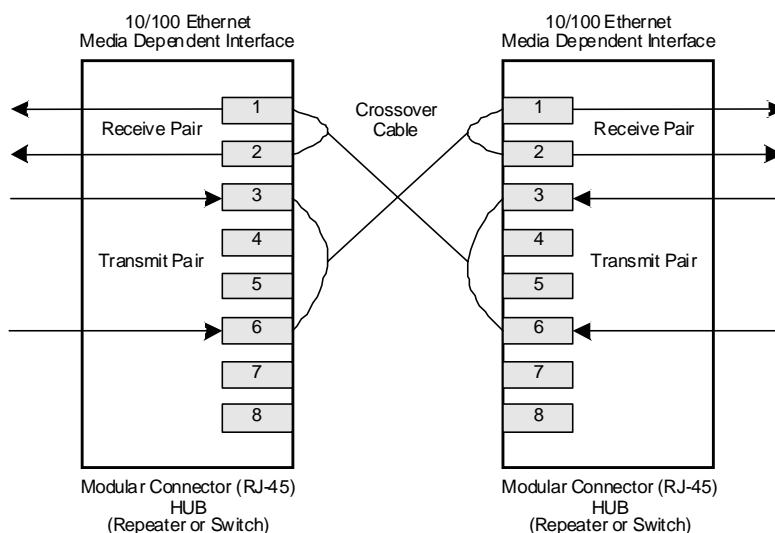 10/100 Ethernet
Media Dependent Interface
10/100 Ethernet
Media Dependent Interface
1
Receive Pair
2
3
4
Transmit Pair
5
6
7
8
Crossover
Cable
1
Receive Pair
2
3
4
Transmit Pair
5
6
7
8
Modular Connector (RJ-45)
HUB
(Repeater or Switch)
Modular Connector (RJ-45)
HUB
(Repeater or Switch)